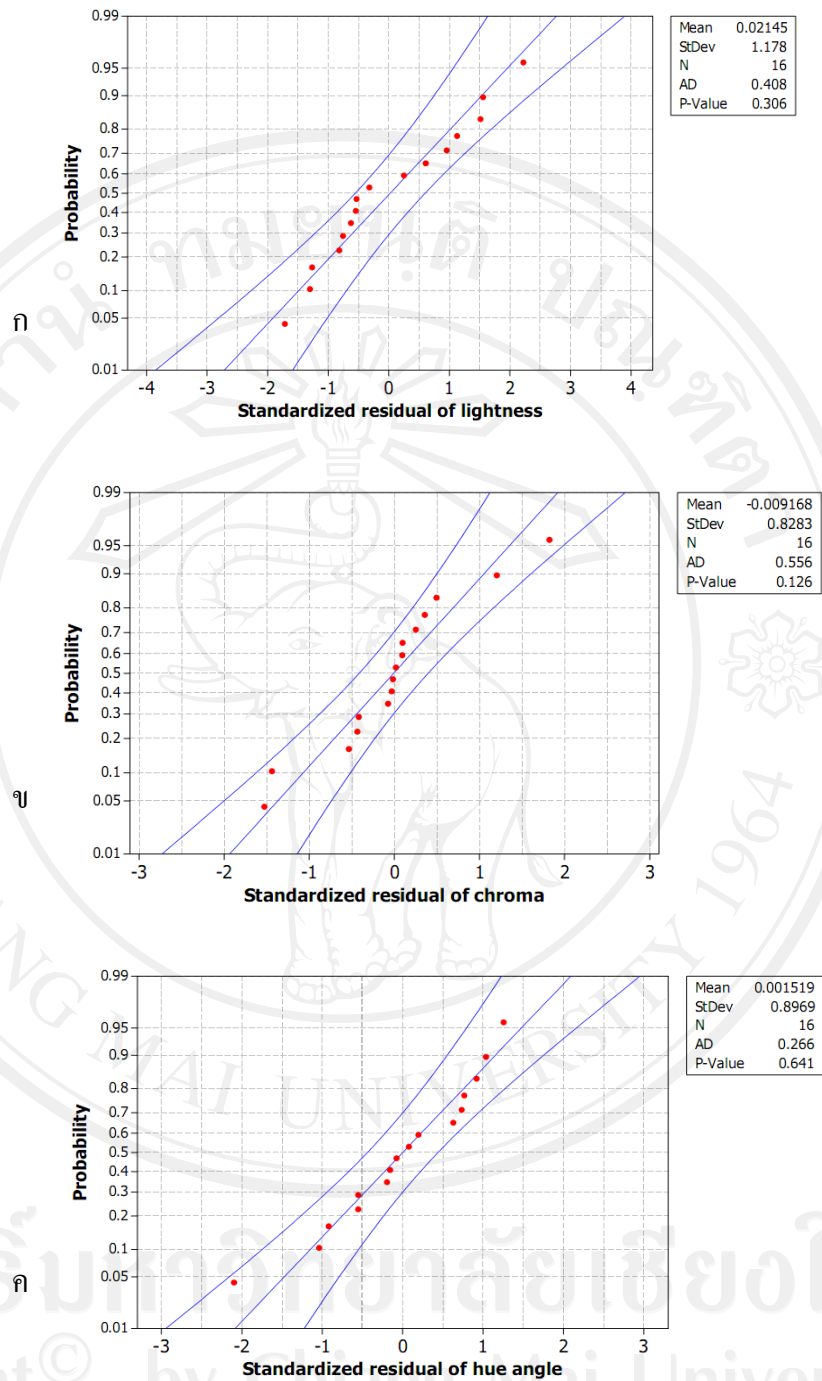 0.99
0.95
0.9
0.8
0.7
0.6
0.5
0.4
0.3
0.2
0.1
0.05
0.01
Probability
-4 -3 -2 -1 0 1 2 3 4
Standardized residual of lightness
Mean 0.02145
StDev 1.178
N 16
AD 0.408
P-Value 0.306
ก
0.99
0.95
0.9
0.8
0.7
0.6
0.5
0.4
0.3
0.2
0.1
0.05
0.01
Probability
-3 -2 -1 0 1 2 3
Standardized residual of chroma
Mean -0.009168
StDev 0.8283
N 16
AD 0.556
P-Value 0.126
ข
0.99
0.95
0.9
0.8
0.7
0.6
0.5
0.4
0.3
0.2
0.1
0.05
0.01
Probability
-3 -2 -1 0 1 2 3
Standardized residual of hue angle
Mean 0.001519
StDev 0.8969
N 16
AD 0.266
P-Value 0.641
ค
MAI UNIVERSITY 1964